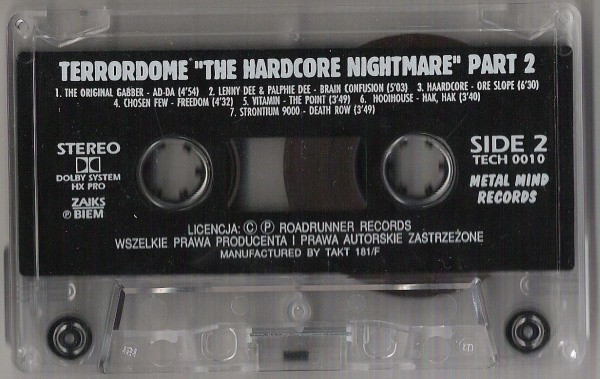 TERRORDOME "THE HARDCORE NIGHTMARE" PART 2
1. THE ORIGINAL GABBER - AD-DA (4'54) 2. LENNY DEE & PALPHIE DEE - BRAIN CONFUSION (5'03) 3. HAARDCORE - ORE SLOPE (6'30)
4. CHOSEN FEW - FREEDOM (4'32) 5. VITAMIN - THE POINT (3'49) 6. HOOIHOUSE - HAK, HAK (3'40)
7. STRONTIUM 9000 - DEATH ROW (3'49)
STEREO
DOLBY SYSTEM
HX PRO
ZAIKS
Ⓟ BIEM
SIDE 2
TECH 0010
METAL MIND
RECORDS
LICENCJA: © Ⓟ ROADRUNNER RECORDS
WSZELKIE PRAWA PRODUCENTA I PRAWA AUTORSKIE ZASTRZEŻONE
MANUFACTURED BY TAKT 181/F